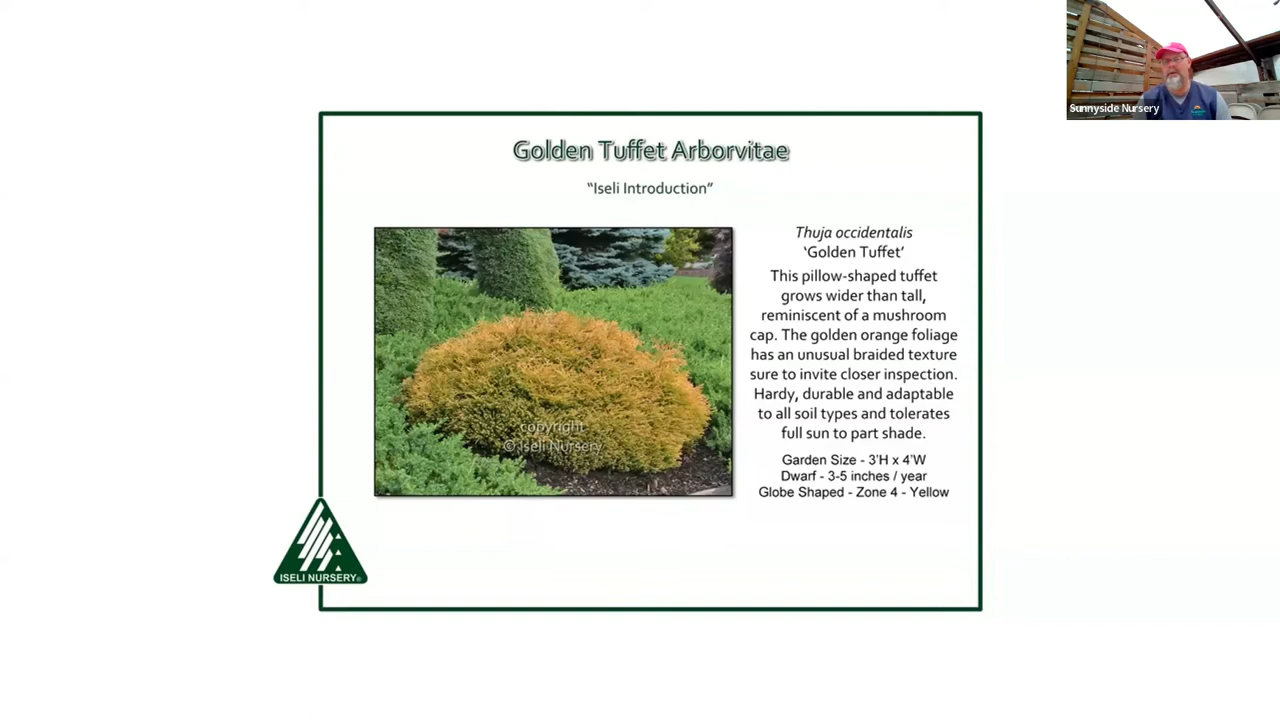 Sunnyside Nursery
Golden Tuffet Arborvitae
“Iseli Introduction”
Thuja occidentalis
‘Golden Tuffet’
This pillow-shaped tuffet
grows wider than tall,
reminiscent of a mushroom
cap. The golden orange foliage
has an unusual braided texture
sure to invite closer inspection.
Hardy, durable and adaptable
to all soil types and tolerates
full sun to part shade.
Garden Size - 3'H x 4'W
Dwarf - 3-5 inches / year
Globe Shaped - Zone 4 - Yellow
copyright
© Iseli Nursery
ISELI NURSERY®